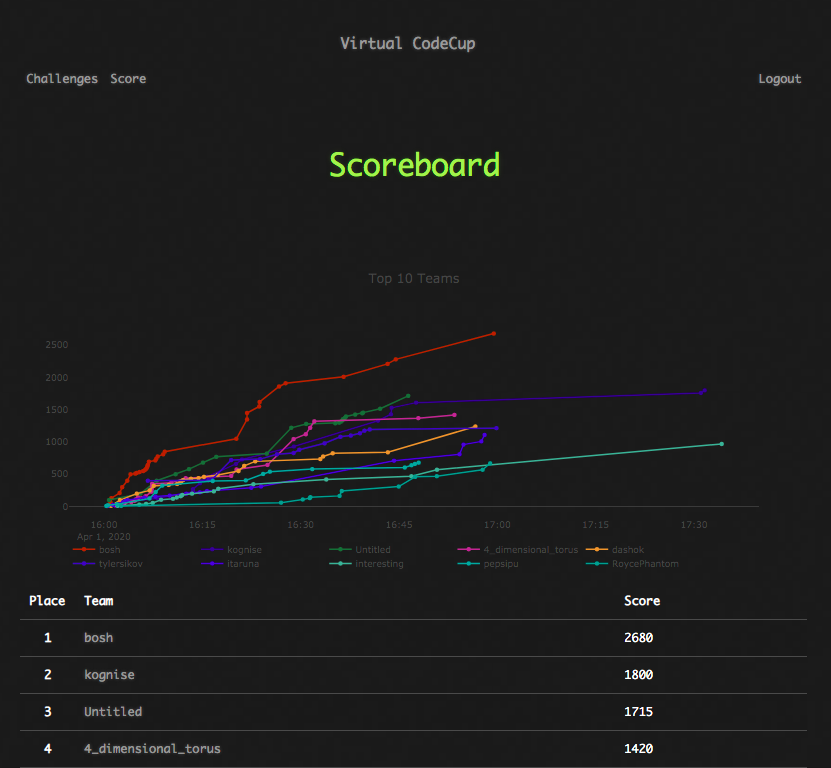 Virtual CodeCup
Challenges Score Logout
Scoreboard
Top 10 Teams
2500
2000
1500
1000
500
0
16:00 16:15 16:30 16:45 17:00 17:15 17:30
Apr 1, 2020
bosh kognise Untitled 4_dimensional_torus dashok
tylersikov itaruna Interesting pepsipu RoycePhantom
Place Team Score
1 bosh 2680
2 kognise 1800
3 Untitled 1715
4 4_dimensional_torus 1420